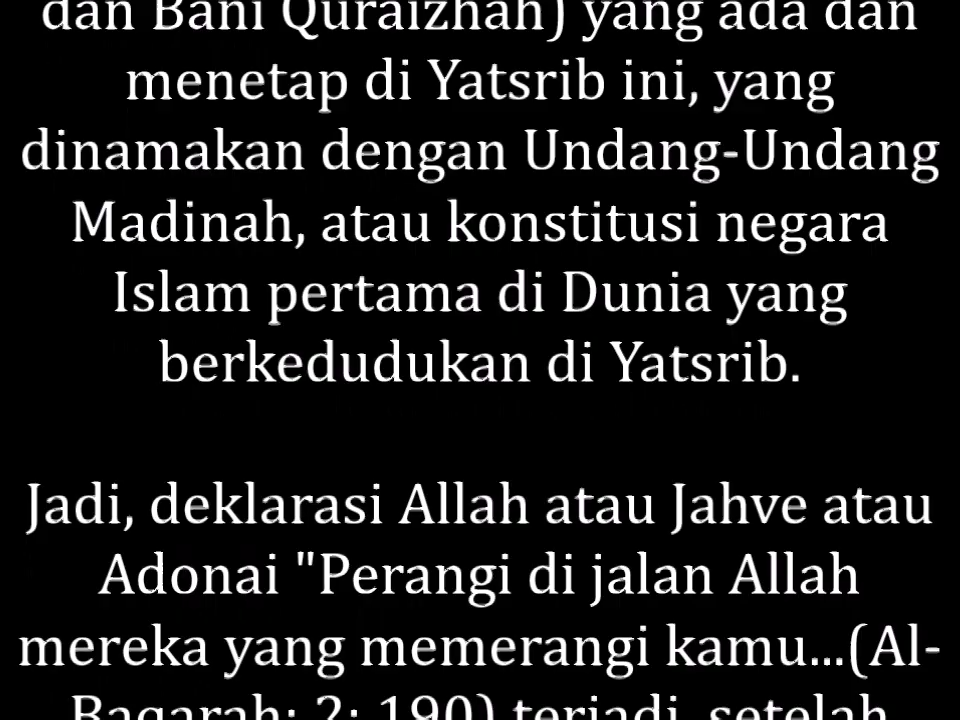 dan Bani Quraizhah) yang ada dan
menetap di Yatsrib ini, yang
dinamakan dengan Undang-Undang
Madinah, atau konstitusi negara
Islam pertama di Dunia yang
berkedudukan di Yatsrib.
Jadi, deklarasi Allah atau Jahve atau
Adonai "Perangi di jalan Allah
mereka yang memerangi kamu...(Al-
Baqarah: 2: 190) terjadi setelah